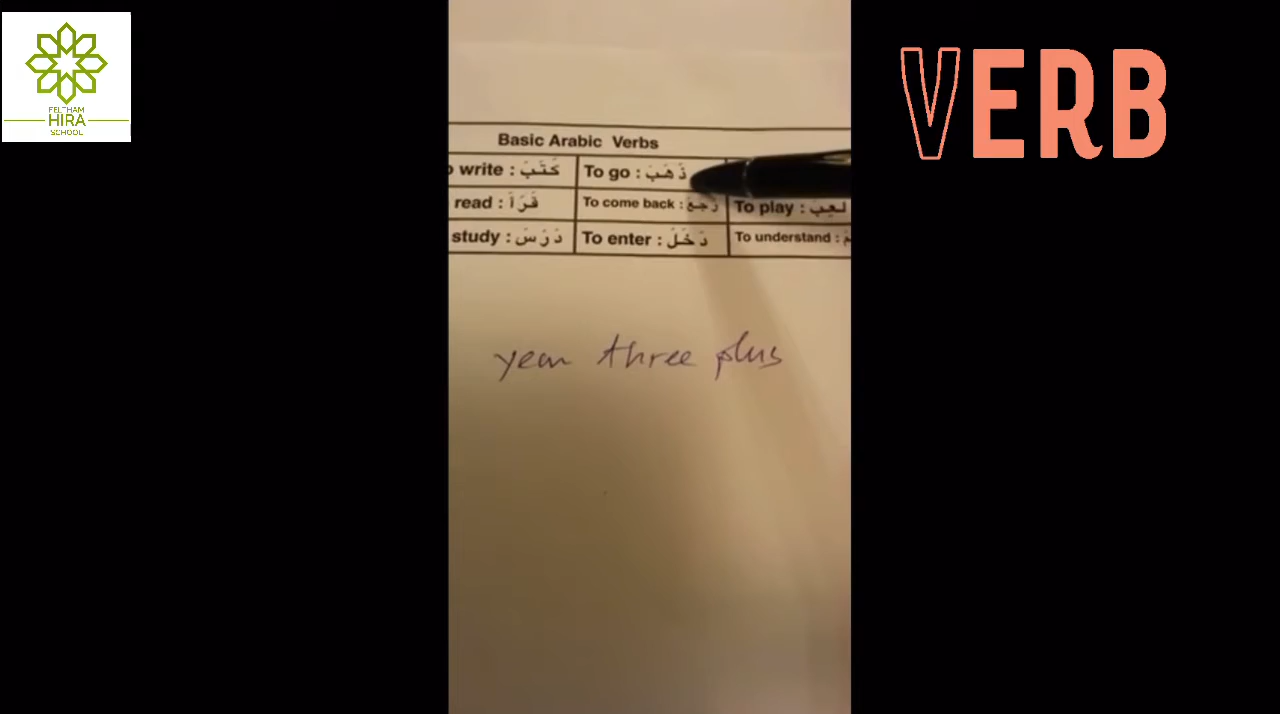 FELTHAM
HIRA
SCHOOL
VERB
Basic Arabic Verbs
write : كَتَبَ To go : ذَهَبَ
read : قَرَأَ To come back : رَجَعَ To play : لَعِبَ
study : دَرَسَ To enter : دَخَلَ To understand :
year three plus